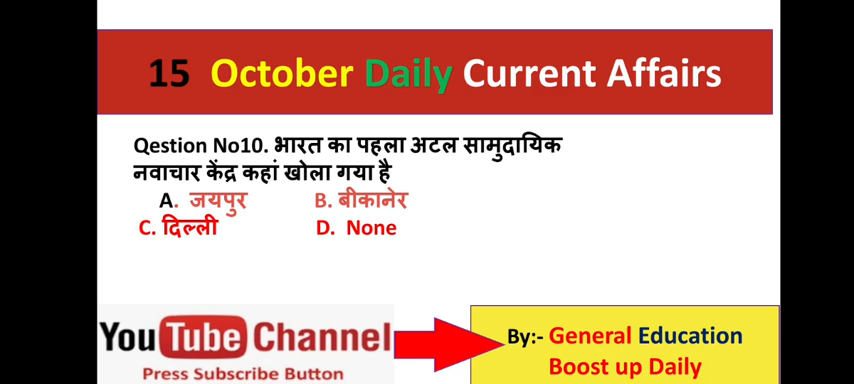 15 October Daily Current Affairs
Qestion No10. भारत का पहला अटल सामुदायिक
नवाचार केंद्र कहां खोला गया है
A. जयपुर B. बीकानेर
C. दिल्ली D. None
YouTube Channel
Press Subscribe Button
By:- General Education
Boost up Daily